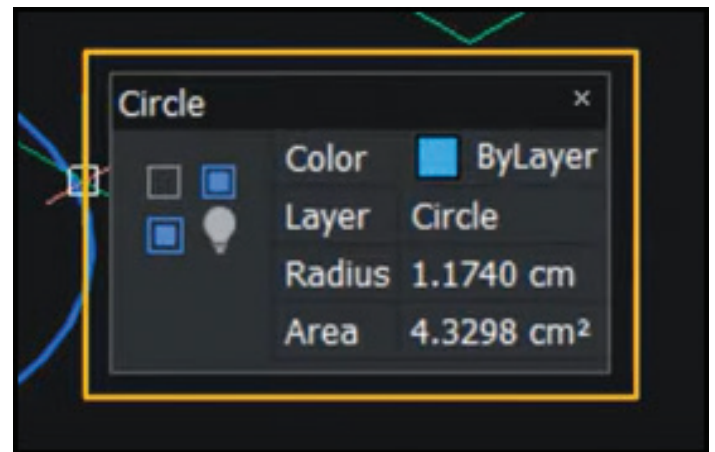 Circle ×
Color ByLayer
Layer Circle
Radius 1.1740 cm
Area 4.3298 cm²